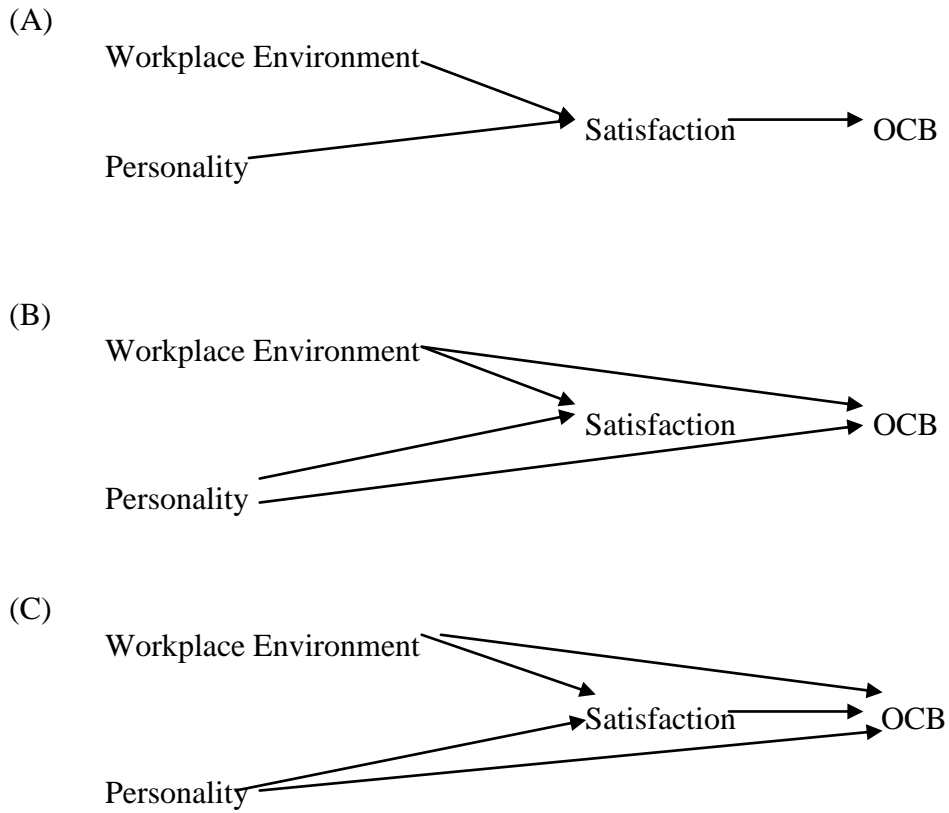 (A)
Workplace Environment
Satisfaction OCB
Personality
(B)
Workplace Environment
Satisfaction OCB
Personality
(C)
Workplace Environment
Satisfaction OCB
Personality